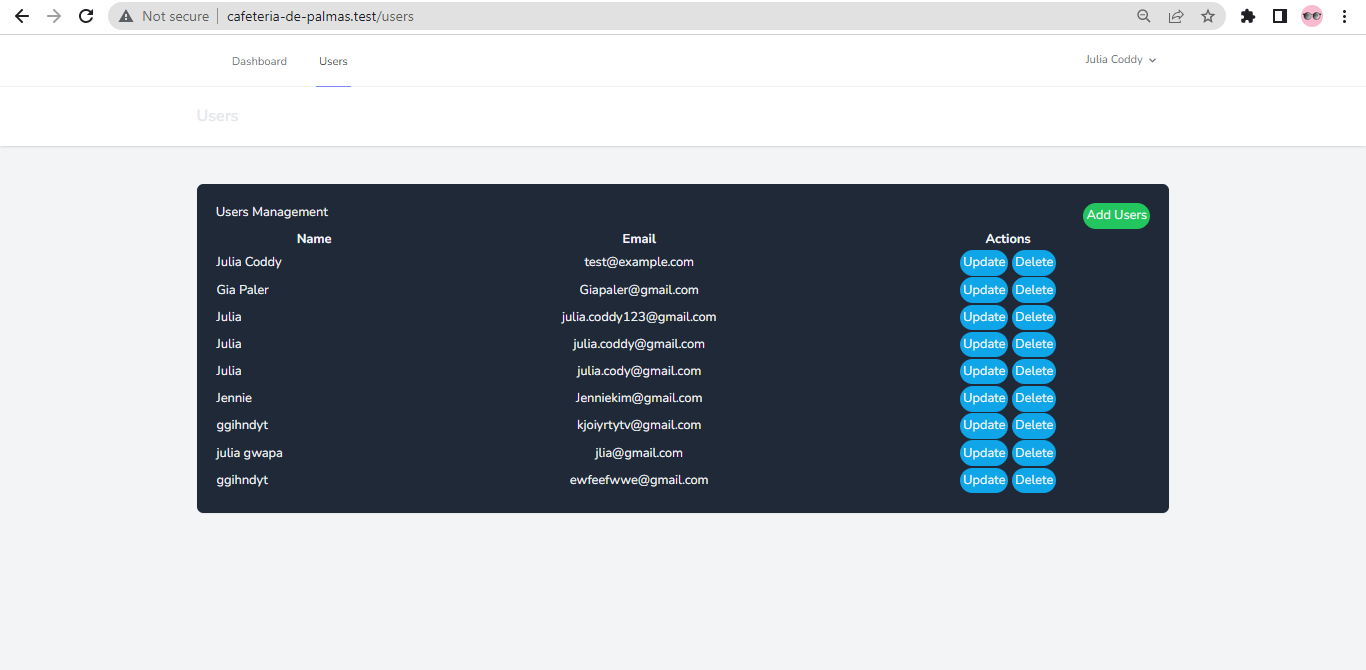 Not secure cafeteria-de-palmas.test/users
Dashboard Users Julia Coddy
Users
Users Management Add Users
Name Email Actions
Julia Coddy test@example.com Update Delete
Gia Paler Giapaler@gmail.com Update Delete
Julia julia.coddy123@gmail.com Update Delete
Julia julia.coddy@gmail.com Update Delete
Julia julia.cody@gmail.com Update Delete
Jennie Jenniekim@gmail.com Update Delete
ggihndyt kjoiyrtytv@gmail.com Update Delete
julia gwapa jlia@gmail.com Update Delete
ggihndyt ewfeefwwe@gmail.com Update Delete